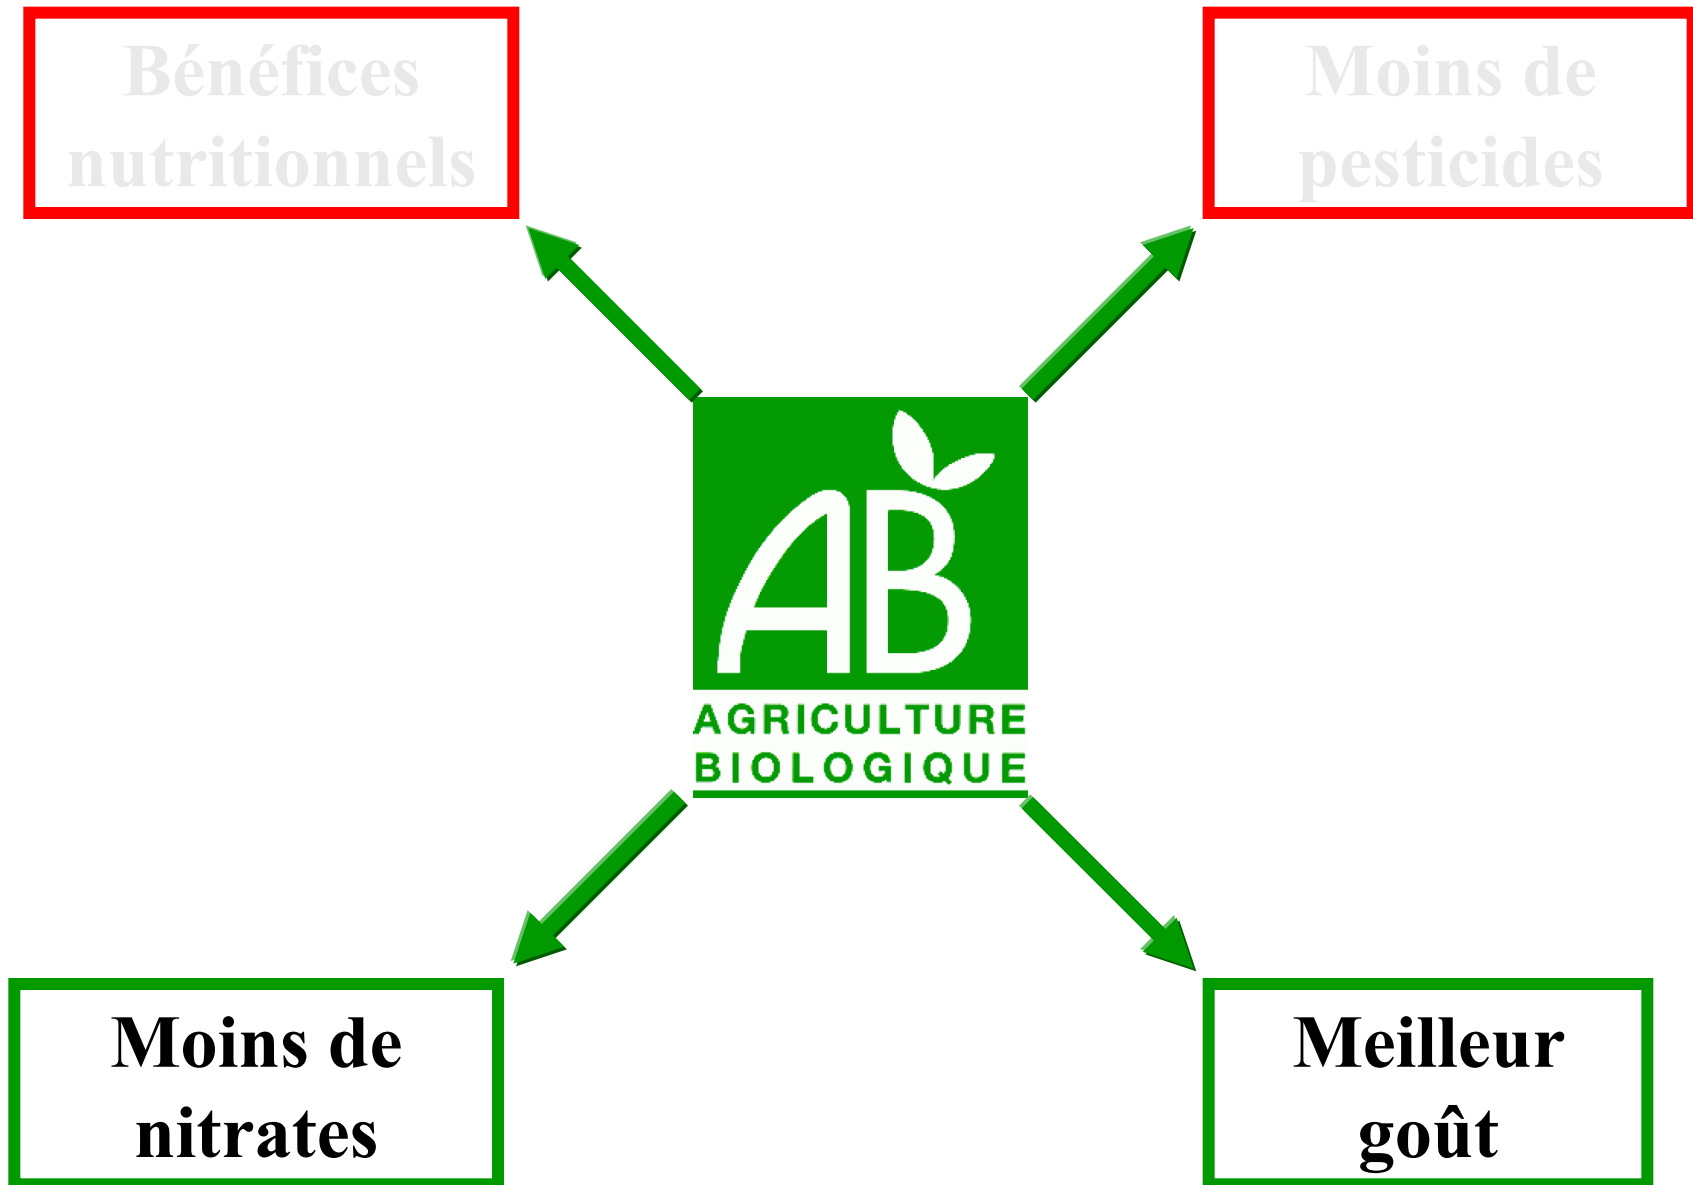 Bénéfices
nutritionnels
Moins de
pesticides
AB
AGRICULTURE
BIOLOGIQUE
Moins de
nitrates
Meilleur
goût